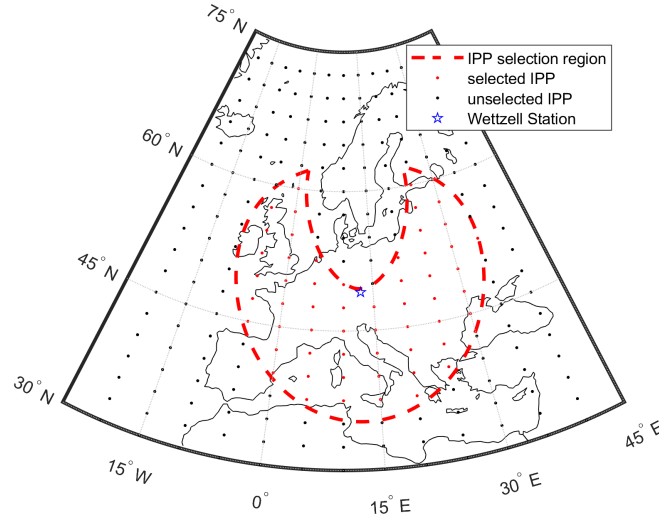 75° N
IPP selection region
selected IPP
unselected IPP
Wettzell Station
60° N
45° N
30° N
15° W
0°
15° E
30° E
45° E